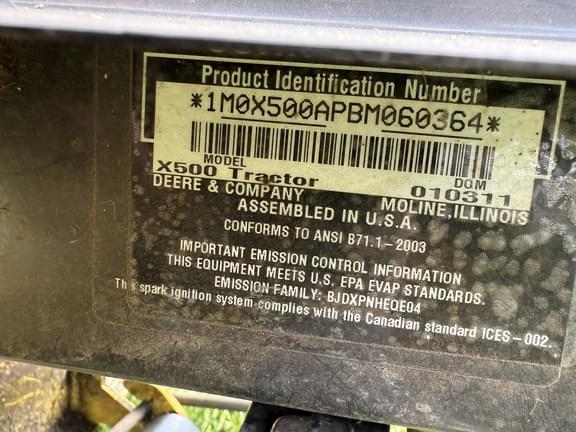 Product Identification Number
*1M0X500APBM060364*
MODEL DOM
X500 Tractor 010311
DEERE & COMPANY MOLINE, ILLINOIS
ASSEMBLED IN U.S.A.
CONFORMS TO ANSI B71.1-2003
IMPORTANT EMISSION CONTROL INFORMATION
THIS EQUIPMENT MEETS U.S. EPA EVAP STANDARDS.
EMISSION FAMILY: BJDXPNHEQE04
This spark ignition system complies with the Canadian standard ICES-002.